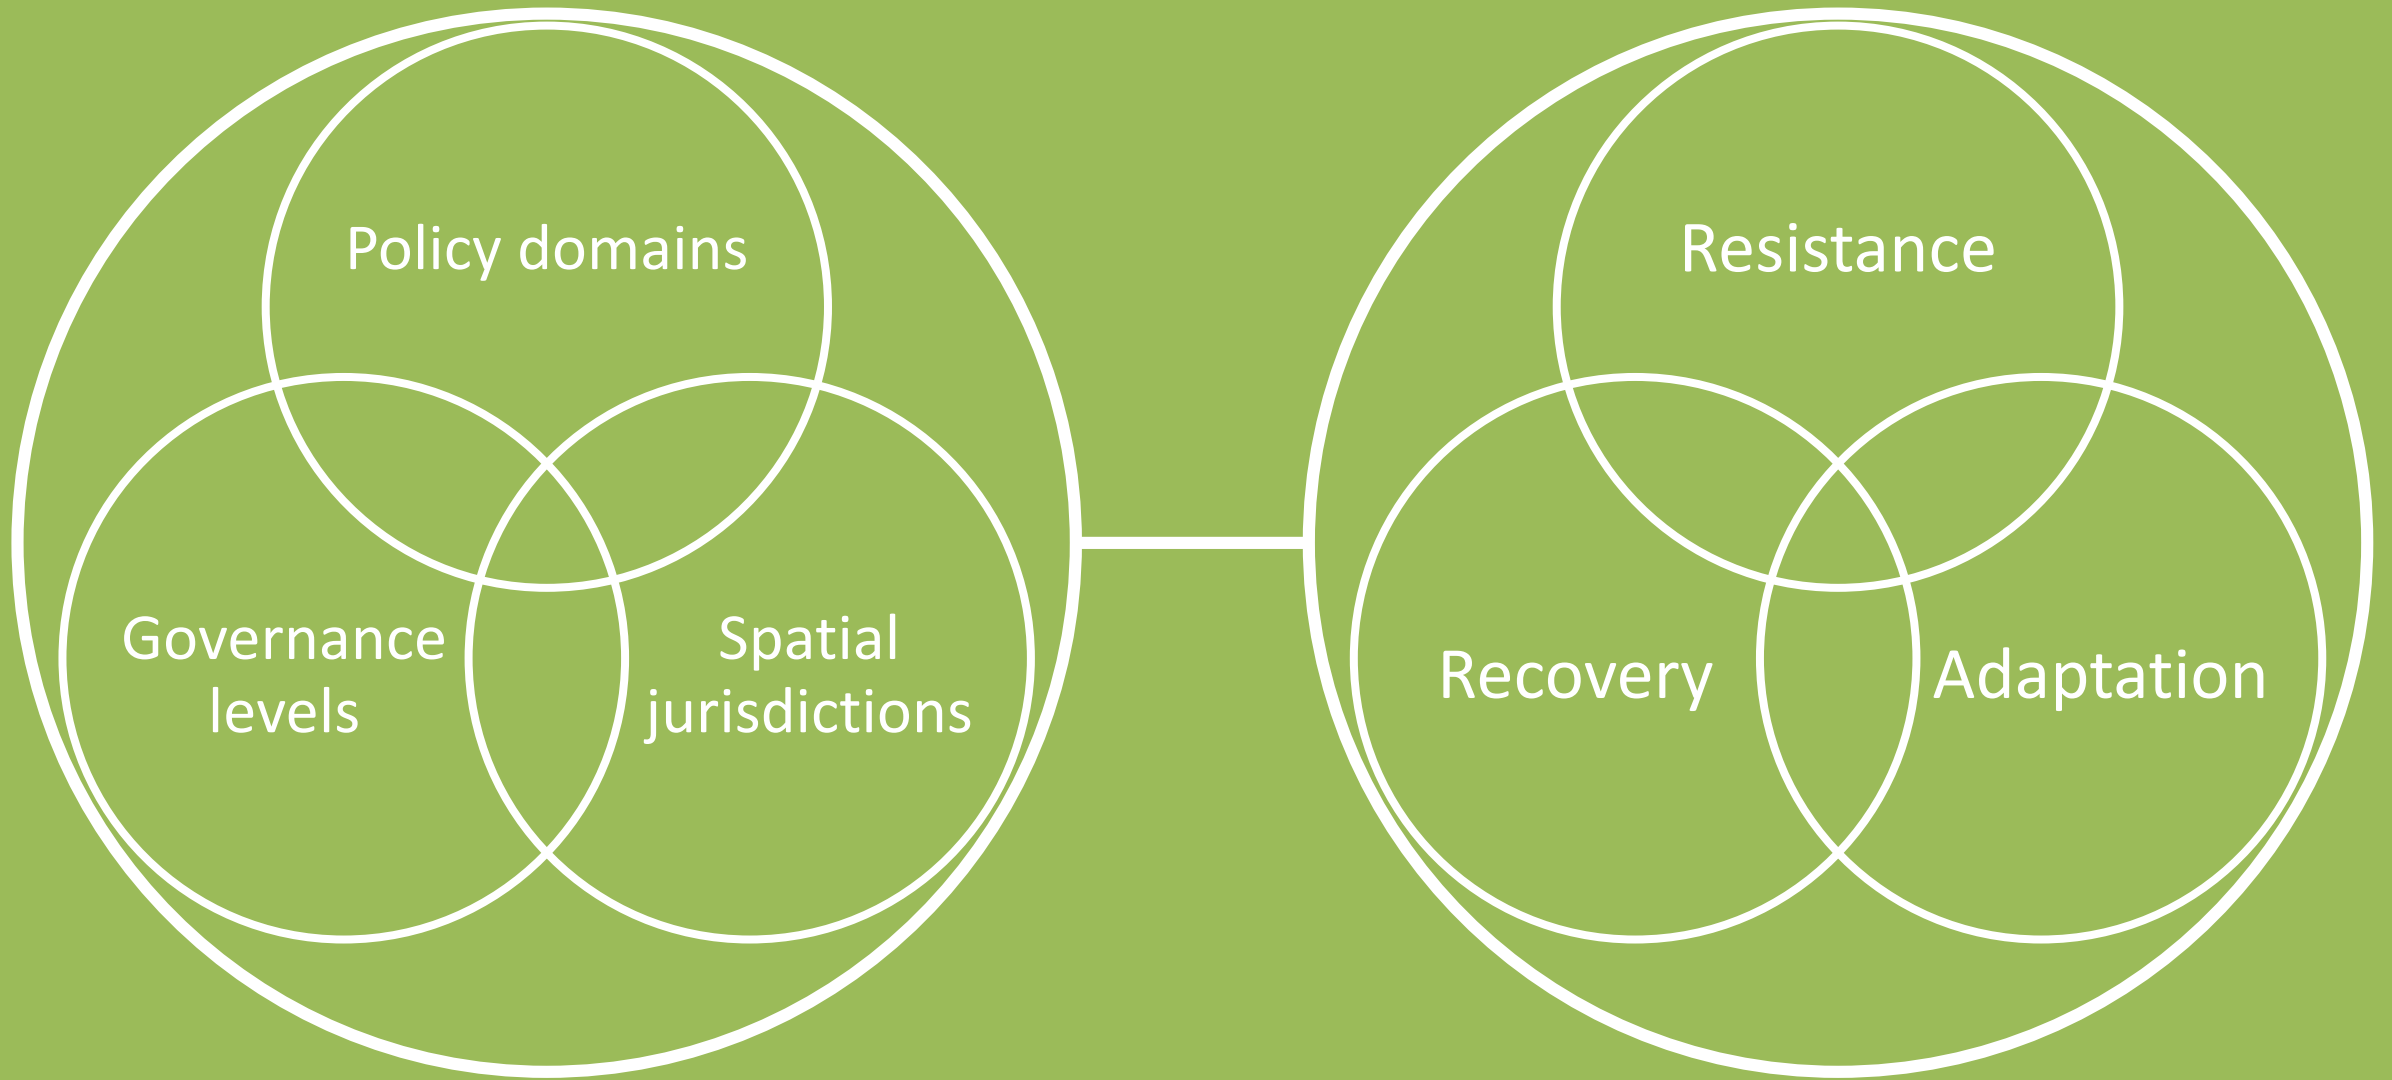 Policy domains
Governance
levels
Spatial
jurisdictions
Resistance
Recovery
Adaptation